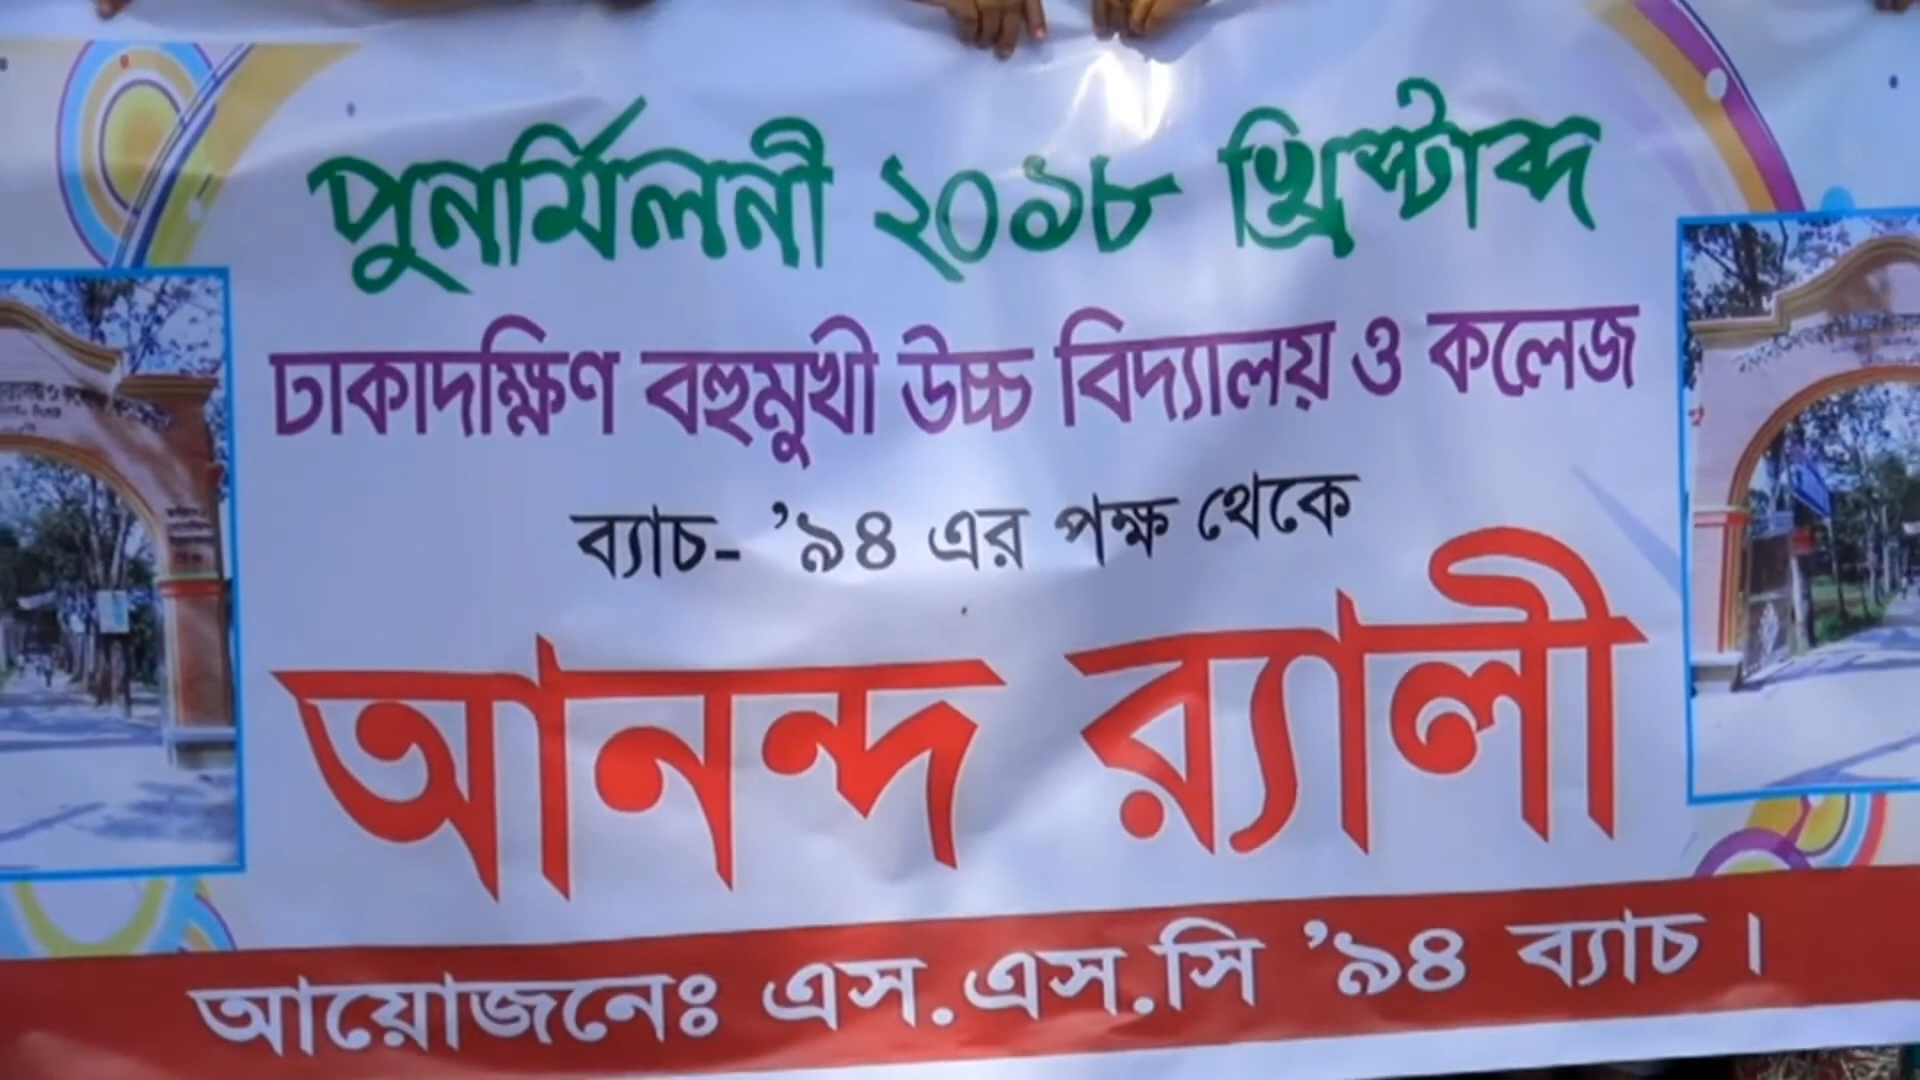 পুনর্মিলনী ২০১৮ খ্রিস্টাব্দ
ঢাকাদক্ষিণ বহুমুখী উচ্চ বিদ্যালয় ও কলেজ
ব্যাচ- ’৯৪ এর পক্ষ থেকে
আনন্দ র‍্যালী
আয়োজনেঃ এস.এস.সি ’৯৪ ব্যাচ।